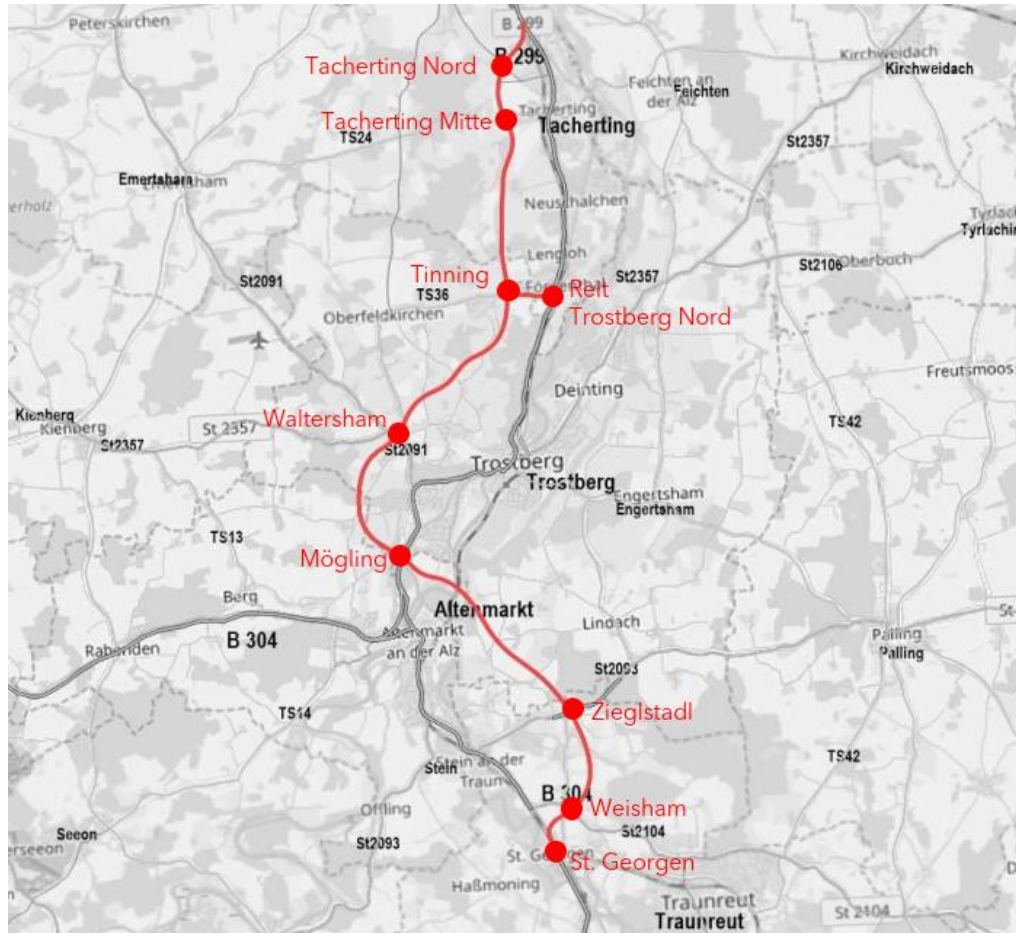 Peterskirchen
B 299
Kirchweidach
Kirchweidach
Tacherting Nord
B 299
Feichten an
der Alz
Feichten
Tacherting
Tacherting Mitte
Tacherting
TS24
St2357
Emertsham
Emertsham
Neuschalchen
Tyrlach
Tyrlachin
Lengloh
Oberbuch
St2091
Tinning
TS36
St2357
St2106
Reit
Trostberg Nord
Oberfeldkirchen
Freutsmoos
Deinting
Kienberg
Kienberg
St 2357
Waltersham
TS42
St2357
St2091
Trostberg
Trostberg
Engertsham
Engertsham
TS13
Mögling
Berg
Altenmarkt
Lindach
B 304
Altenmarkt
an der Alz
Rabenden
Palling
Palling
St2093
TS14
Zieglstadl
Stein
Stein an der
Traun
TS42
B 304
Weisham
Offling
St2104
Seeon
St2093
St. Georgen
St. Georgen
Haßmoning
Traunreut
Traunreut
St 2104